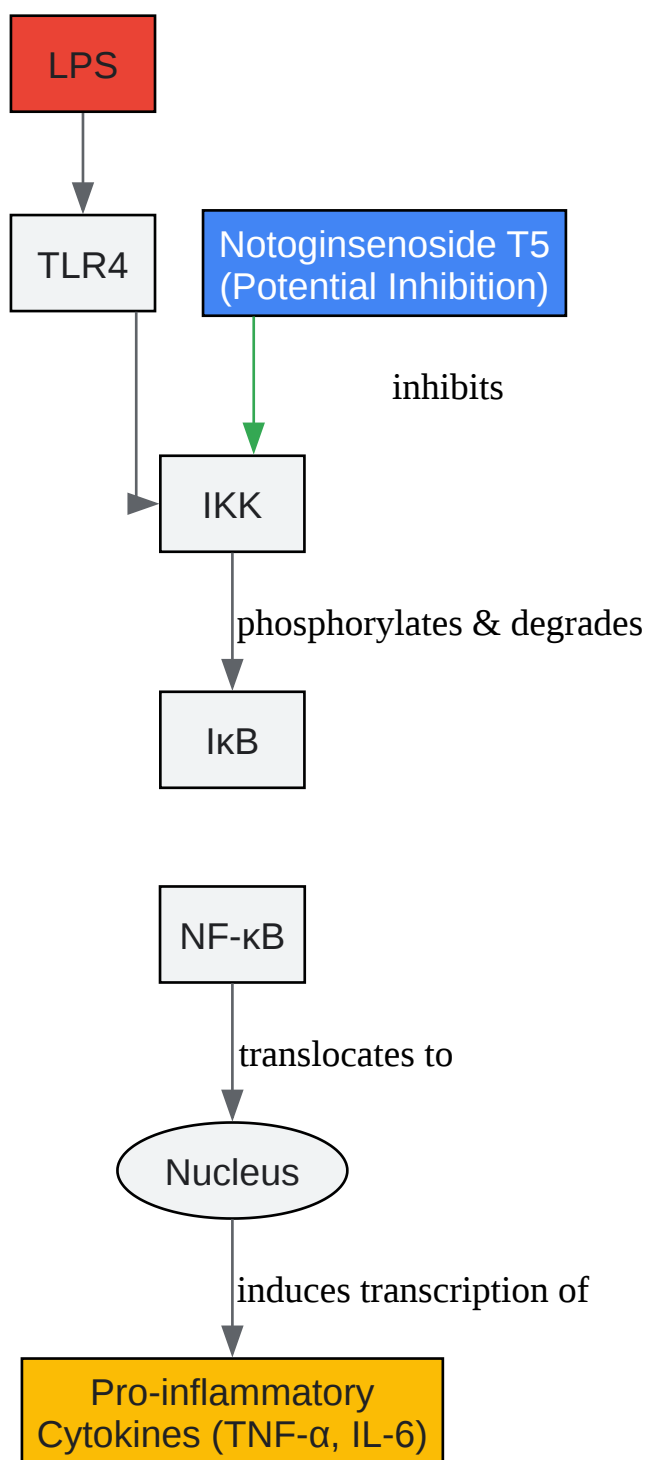 LPS
TLR4
Notoginsenoside T5
(Potential Inhibition)
inhibits
IKK
phosphorylates & degrades
IκB
NF-κB
translocates to
Nucleus
induces transcription of
Pro-inflammatory
Cytokines (TNF-α, IL-6)